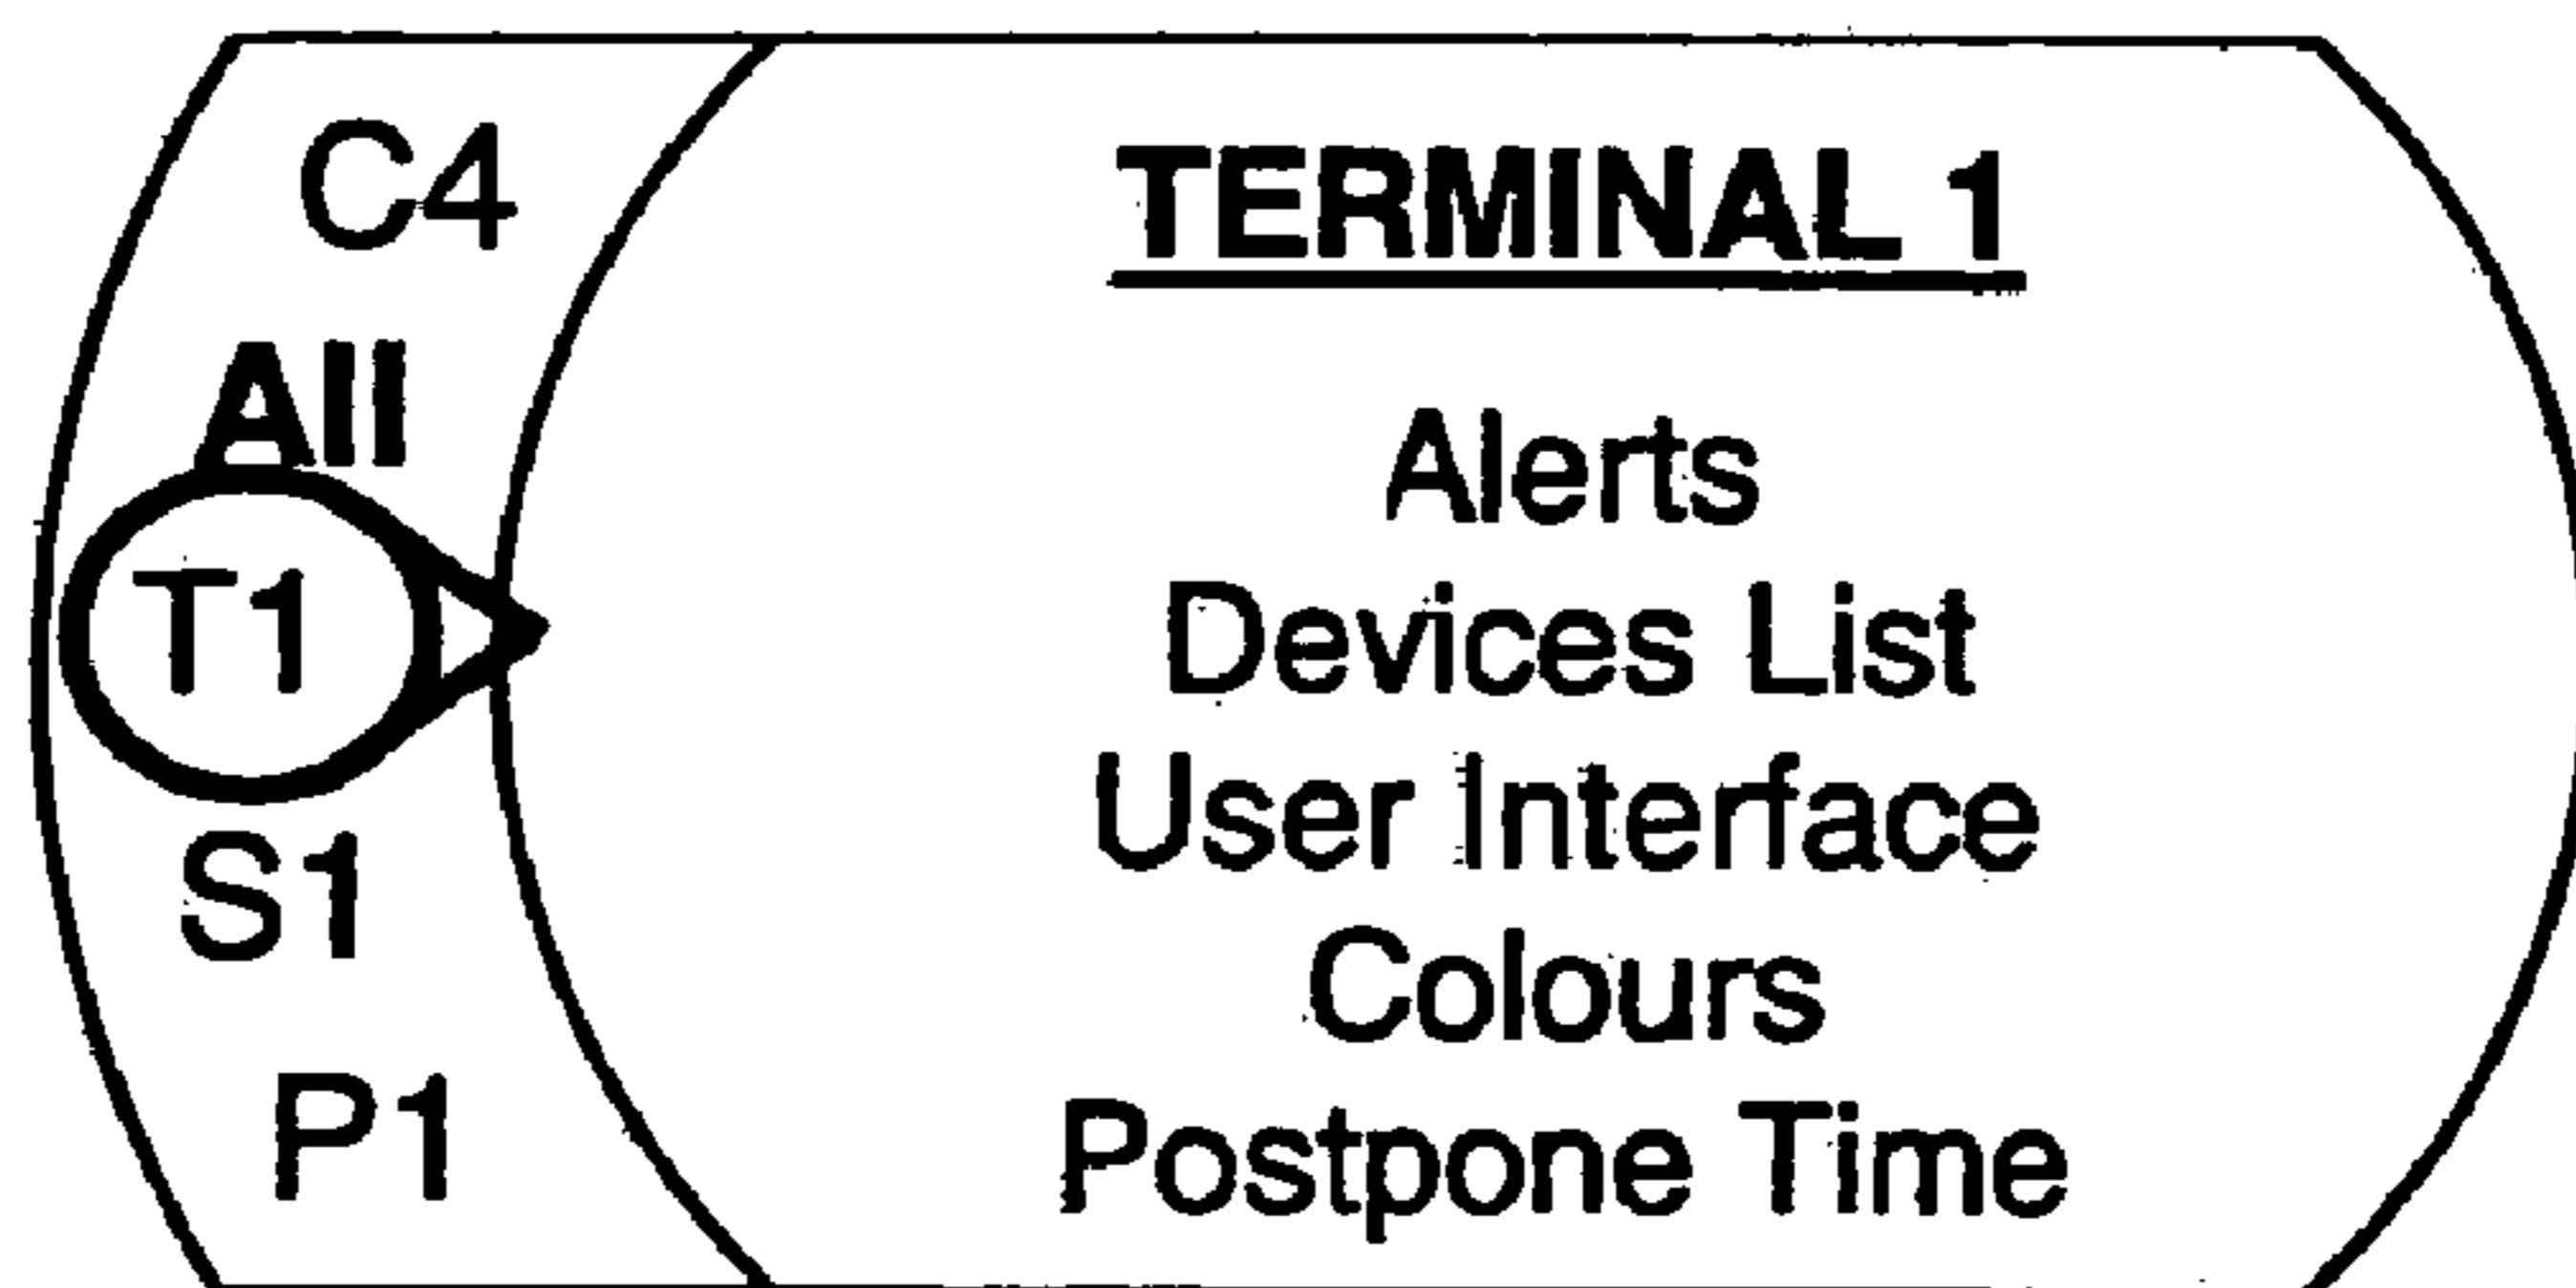 C4
All
T1
S1
P1
TERMINAL 1
Alerts
Devices List
User Interface
Colours
Postpone Time